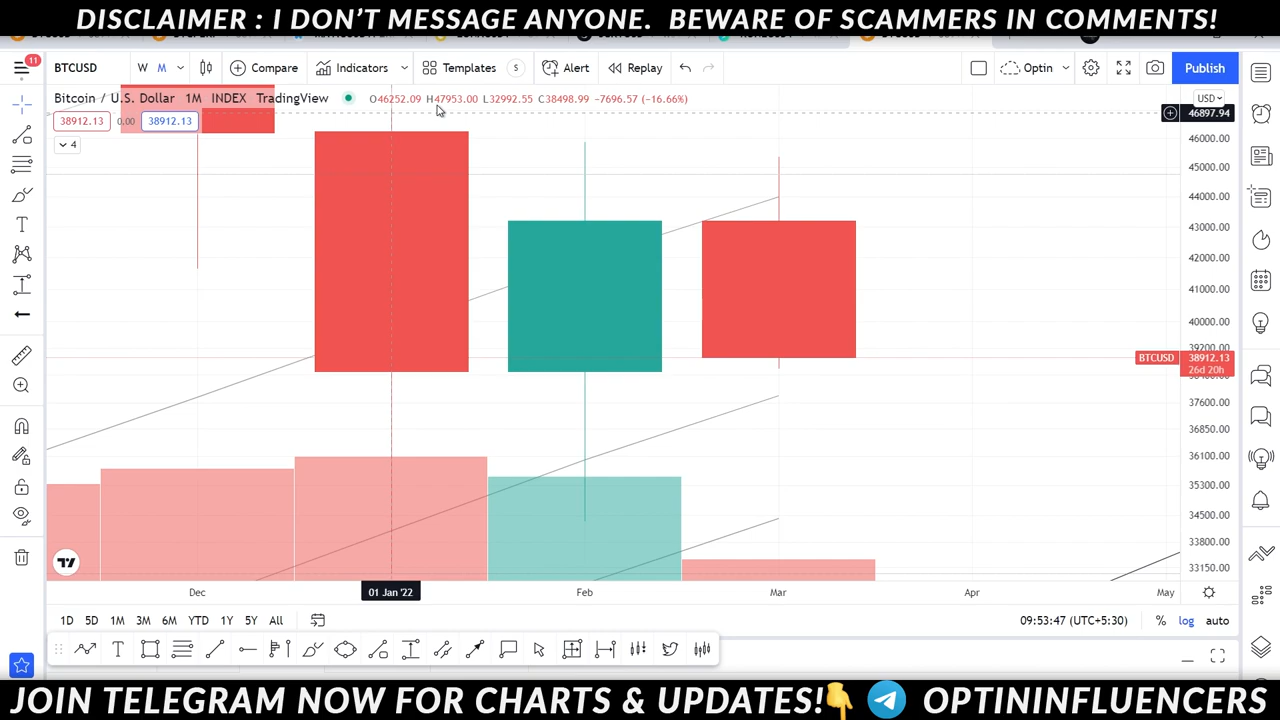 DISCLAIMER : I DON'T MESSAGE ANYONE. BEWARE OF SCAMMERS IN COMMENTS!
11
BTCUSD W M Compare Indicators Templates S Alert Replay Optin Publish
Bitcoin / U.S. Dollar 1M INDEX TradingView O46252.09 H47953.00 L32992.55 C38498.99 -7696.57 (-16.66%) USD
38912.13 0.00 38912.13
46897.94
4
46000.00
45000.00
44000.00
43000.00
42000.00
41000.00
40000.00
39200.00
BTCUSD 38912.13
26d 20h
37600.00
36850.00
36100.00
35300.00
34500.00
33800.00
33150.00
Dec 01 Jan '22 Feb Mar Apr May
1D 5D 1M 3M 6M YTD 1Y 5Y All 09:53:47 (UTC+5:30) % log auto
JOIN TELEGRAM NOW FOR CHARTS & UPDATES!👇 OPTININFLUENCERS